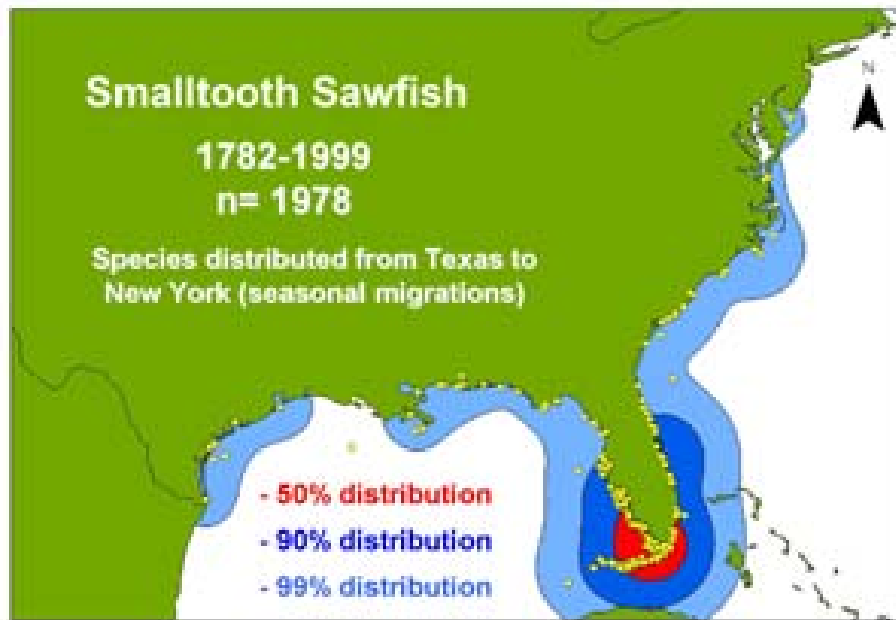 Smalltooth Sawfish
1782-1999
n= 1978
Species distributed from Texas to
New York (seasonal migrations)
N
- 50% distribution
- 90% distribution
- 99% distribution